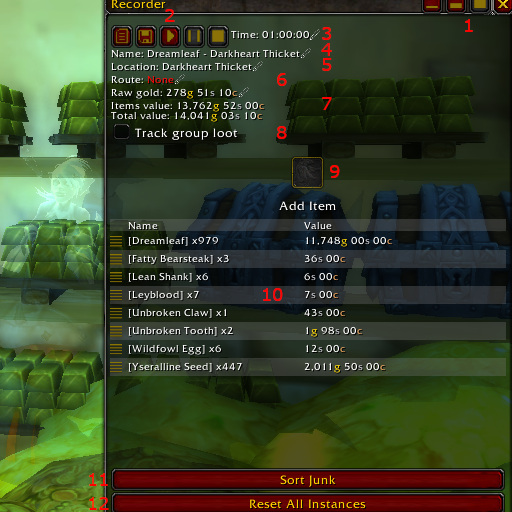 Recorder
1
2
Time: 01:00:00 3
Name: Dreamleaf - Darkheart Thicket 4
Location: Darkheart Thicket 5
Route: None 6
Raw gold: 278g 51s 10c
Items value: 13,762g 52s 00c 7
Total value: 14,041g 03s 10c
Track group loot 8
9
Add Item
Name Value
[Dreamleaf] x979 11,748g 00s 00c
[Fatty Bearsteak] x3 36s 00c
[Lean Shank] x6 6s 00c
[Leyblood] x7 10 7s 00c
[Unbroken Claw] x1 43s 00c
[Unbroken Tooth] x2 1g 98s 00c
[Wildfowl Egg] x6 12s 00c
[Yseralline Seed] x447 2,011g 50s 00c
11 Sort Junk
12 Reset All Instances